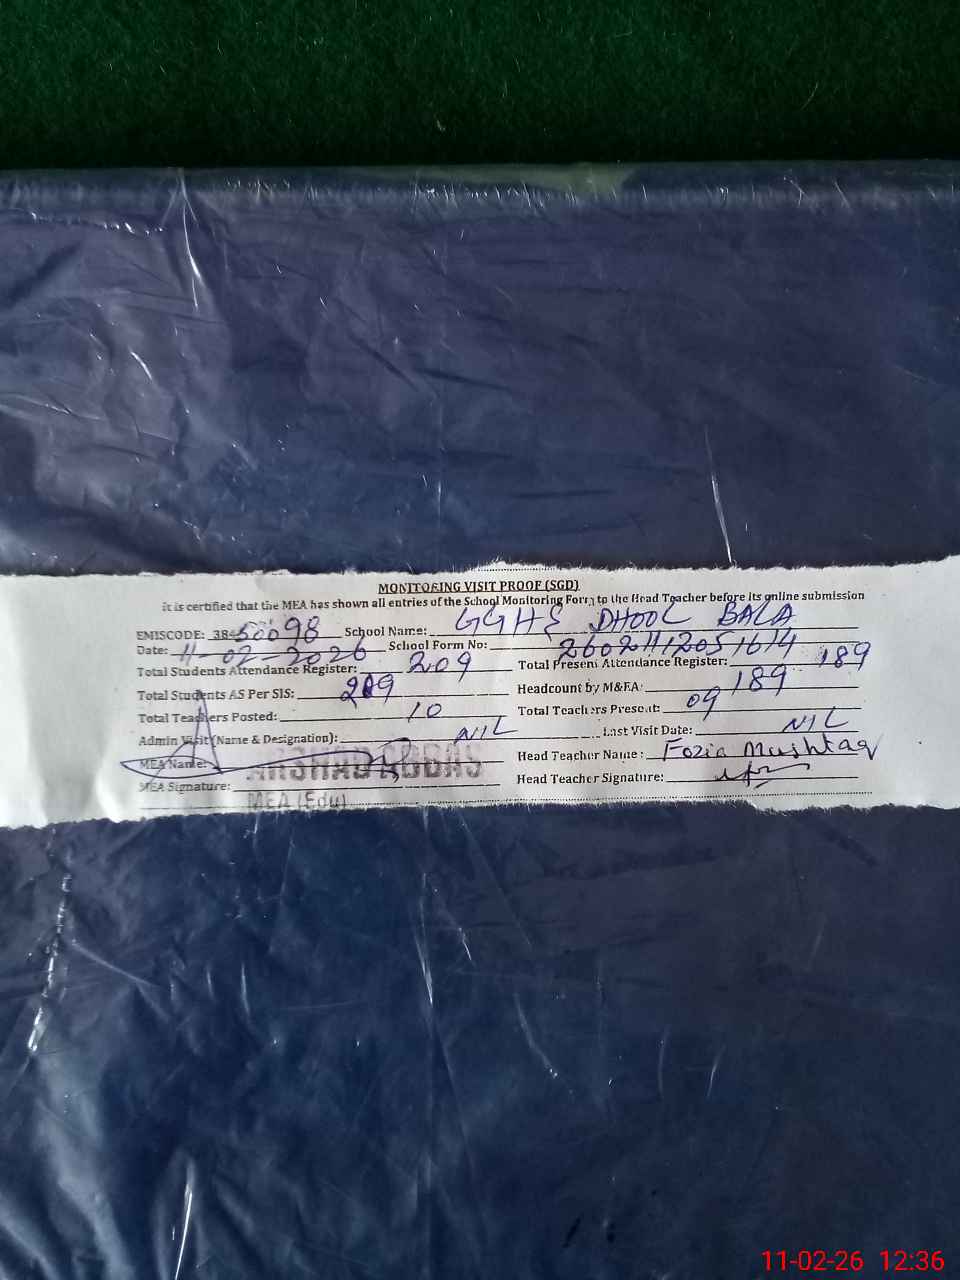 MONITORING VISIT PROOF (SGD)
it is certified that the MEA has shown all entries of the School Monitoring Form to the Head Teacher before its online submission
EMISCODE: 38450098 School Name: GGHS DHOOL BALA
Date: 11-02-2026 School Form No: 26021112051614
Total Students Attendance Register: 209 Total Present Attendance Register: 189
Total Students AS Per SIS: 209 Headcount by M&EA: 189
Total Teachers Posted: 10 Total Teachers Present: 09
Admin Visit (Name & Designation): NIL Last Visit Date: NIL
MEA Name: ARSHAD ABBAS Head Teacher Name: Fozia Mushtaq
MEA Signature: Head Teacher Signature:
MEA (Edu)
11-02-26 12:36